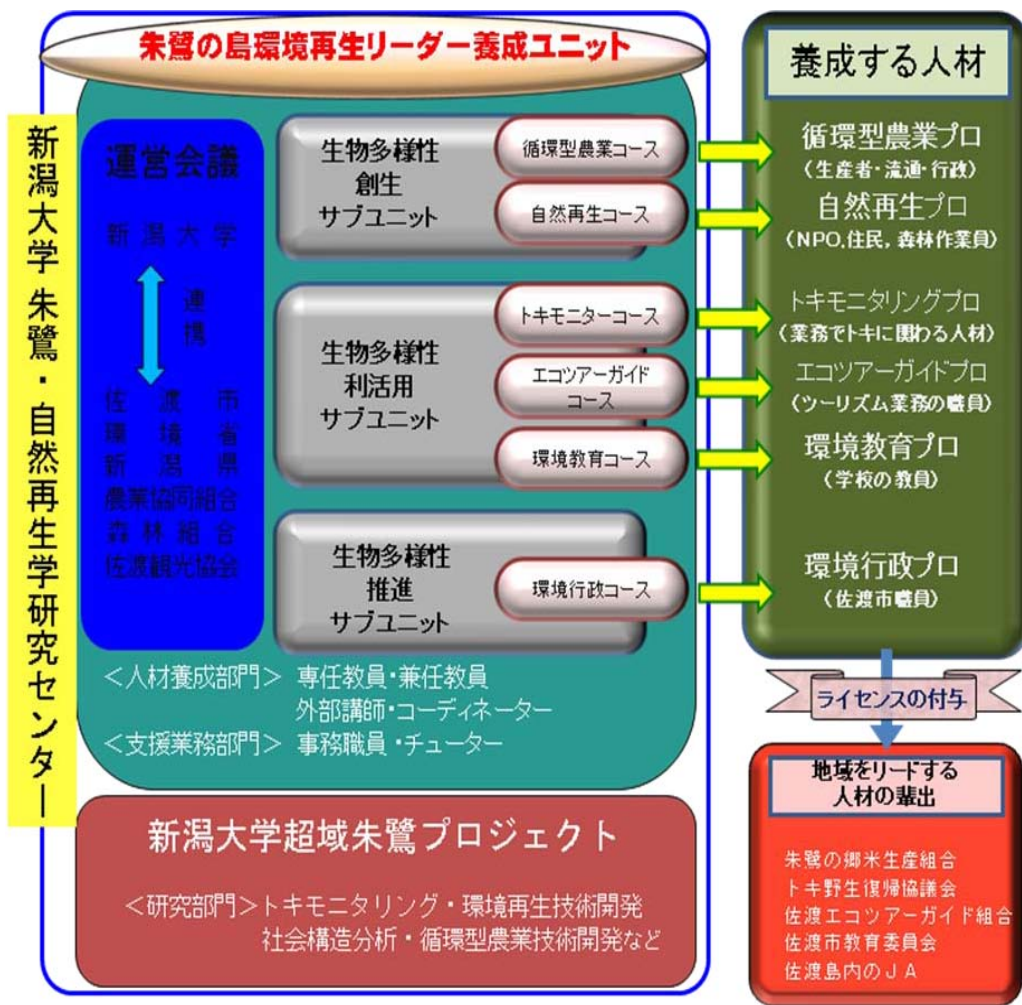 新潟大学 朱鷺・自然再生学研究センター
朱鷺の島環境再生リーダー養成ユニット
運営会議
新潟大学
連携
佐渡市
環境省
新潟県
農業協同組合
森林組合
佐渡観光協会
生物多様性
創生
サブユニット
循環型農業コース
自然再生コース
生物多様性
利活用
サブユニット
トキモニターコース
エコツアーガイド
コース
環境教育コース
生物多様性
推進
サブユニット
環境行政コース
<人材養成部門> 専任教員・兼任教員
外部講師・コーディネーター
<支援業務部門> 事務職員・チューター
新潟大学超域朱鷺プロジェクト
<研究部門>トキモニタリング・環境再生技術開発
社会構造分析・循環型農業技術開発など
養成する人材
循環型農業プロ
(生産者・流通・行政)
自然再生プロ
(NPO,住民,森林作業員)
トキモニタリングプロ
(業務でトキに関わる人材)
エコツアーガイドプロ
(ツーリズム業務の職員)
環境教育プロ
(学校の教員)
環境行政プロ
(佐渡市職員)
ライセンスの付与
地域をリードする
人材の輩出
朱鷺の郷米生産組合
トキ野生復帰協議会
佐渡エコツアーガイド組合
佐渡市教育委員会
佐渡島内のJA